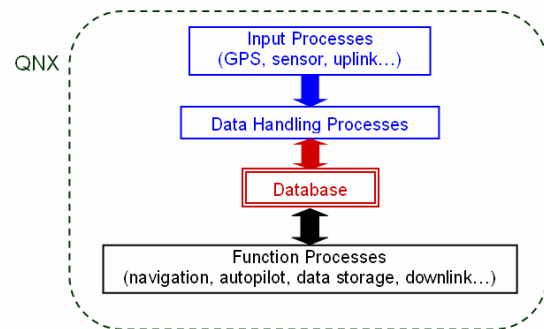 Input Processes
(GPS, sensor, uplink…)
QNX
Data Handling Processes
Database
Function Processes
(navigation, autopilot, data storage, downlink…)